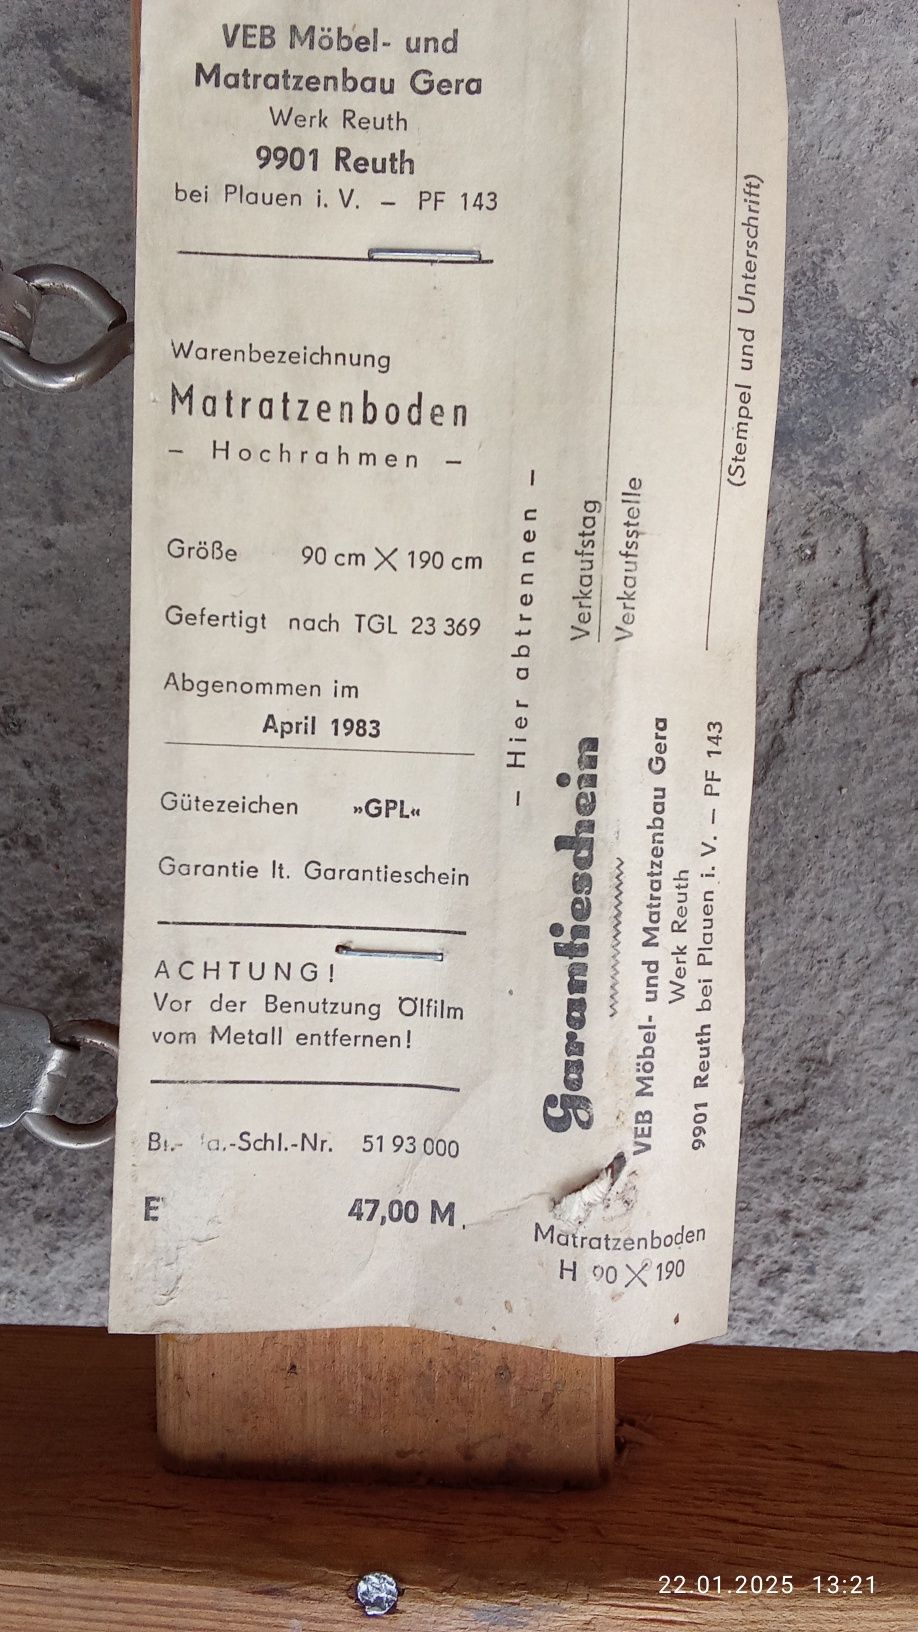 VEB Möbel- und
Matratzenbau Gera
Werk Reuth
9901 Reuth
bei Plauen i. V. – PF 143
Warenbezeichnung
Matratzenboden
– Hochrahmen –
Größe 90 cm X 190 cm
Gefertigt nach TGL 23 369
Abgenommen im
April 1983
Gütezeichen »GPL«
Garantie lt. Garantieschein
ACHTUNG!
Vor der Benutzung Ölfilm
vom Metall entfernen!
-Schl.-Nr. 51 93 000
47,00 M
– Hier abtrennen –
Garantieschein
VEB Möbel- und Matratzenbau Gera
Werk Reuth
9901 Reuth bei Plauen i. V. – PF 143
Verkaufstag
Verkaufsstelle
(Stempel und Unterschrift)
Matratzenboden
H 90 X 190
22.01.2025 13:21